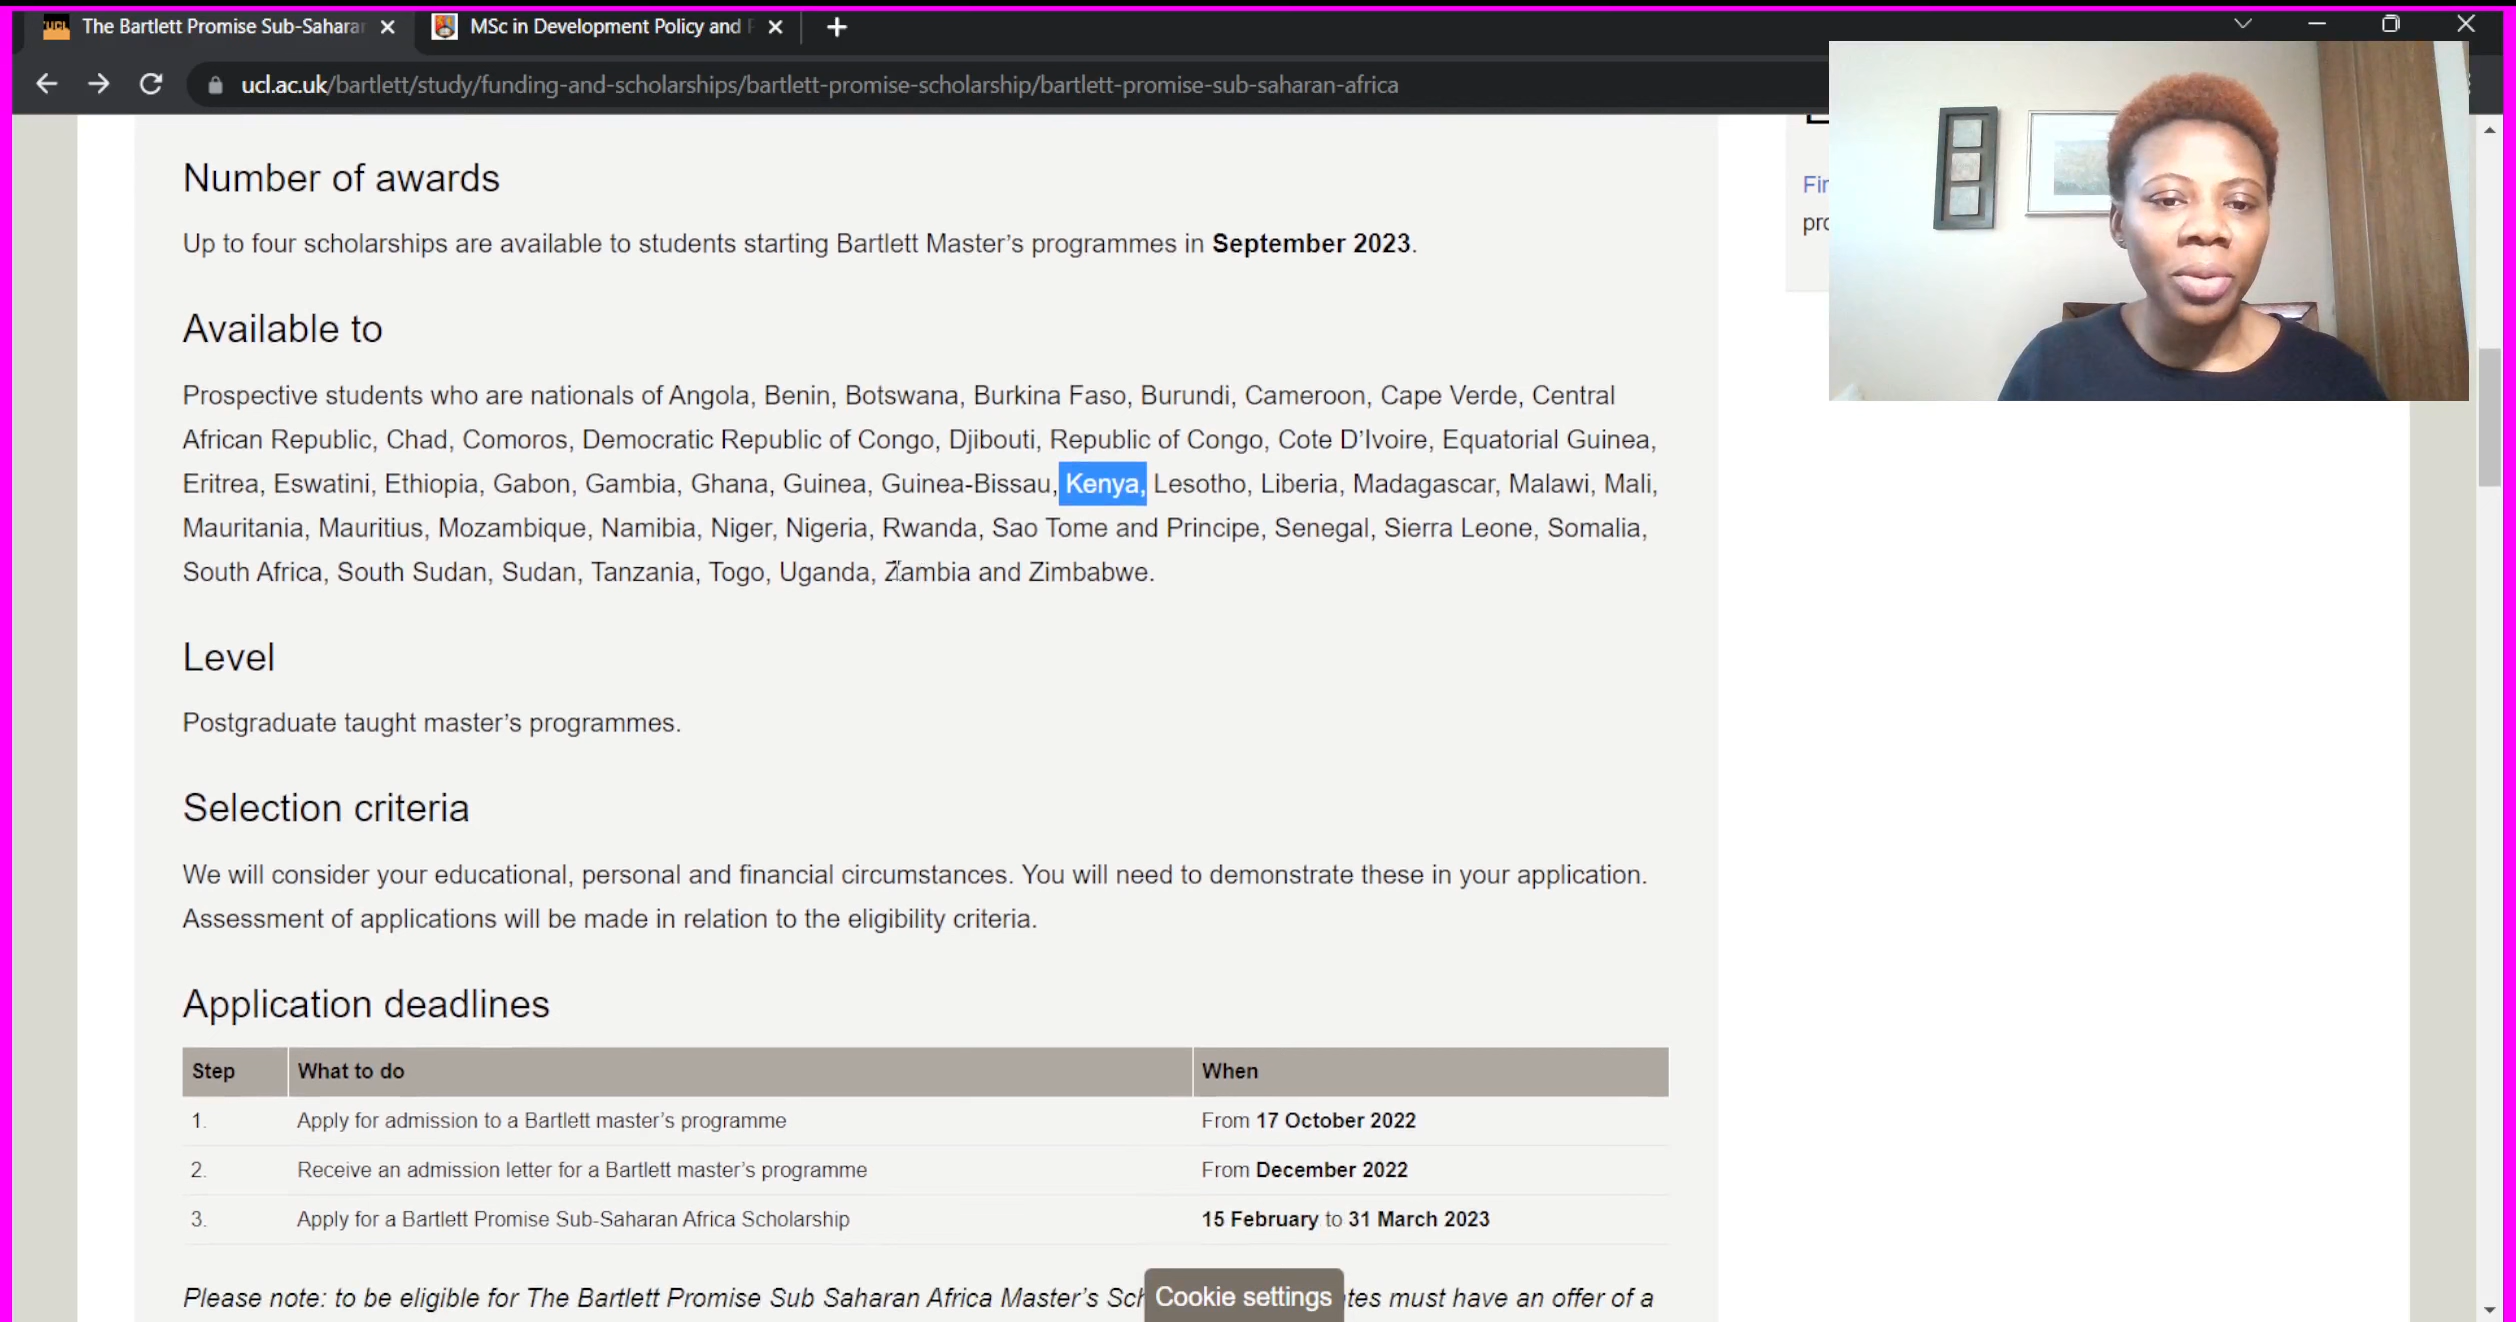 UCL The Bartlett Promise Sub-Sahara
MSc in Development Policy and
ucl.ac.uk/bartlett/study/funding-and-scholarships/bartlett-promise-scholarship/bartlett-promise-sub-saharan-africa
Number of awards
Up to four scholarships are available to students starting Bartlett Master’s programmes in September 2023.
Available to
Prospective students who are nationals of Angola, Benin, Botswana, Burkina Faso, Burundi, Cameroon, Cape Verde, Central
African Republic, Chad, Comoros, Democratic Republic of Congo, Djibouti, Republic of Congo, Cote D’Ivoire, Equatorial Guinea,
Eritrea, Eswatini, Ethiopia, Gabon, Gambia, Ghana, Guinea, Guinea-Bissau, Kenya, Lesotho, Liberia, Madagascar, Malawi, Mali,
Mauritania, Mauritius, Mozambique, Namibia, Niger, Nigeria, Rwanda, Sao Tome and Principe, Senegal, Sierra Leone, Somalia,
South Africa, South Sudan, Sudan, Tanzania, Togo, Uganda, Zambia and Zimbabwe.
Level
Postgraduate taught master’s programmes.
Selection criteria
We will consider your educational, personal and financial circumstances. You will need to demonstrate these in your application.
Assessment of applications will be made in relation to the eligibility criteria.
Application deadlines
Step What to do When
1. Apply for admission to a Bartlett master’s programme From 17 October 2022
2. Receive an admission letter for a Bartlett master’s programme From December 2022
3. Apply for a Bartlett Promise Sub-Saharan Africa Scholarship 15 February to 31 March 2023
Please note: to be eligible for The Bartlett Promise Sub Saharan Africa Master’s Sch tes must have an offer of a
Cookie settings
Fir
pro